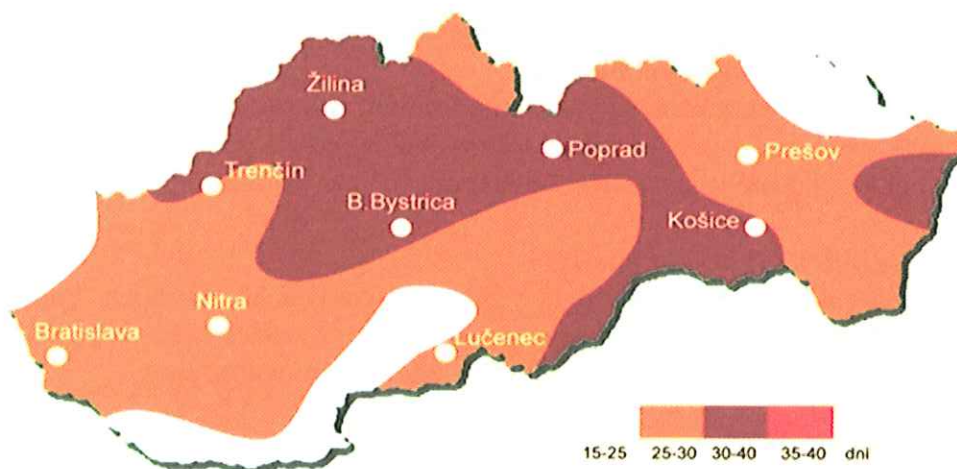 Žilina
Poprad
Prešov
Trenčín
B.Bystrica
Košice
Nitra
Bratislava
Lučenec
15-25 25-30 30-40 35-40 dni